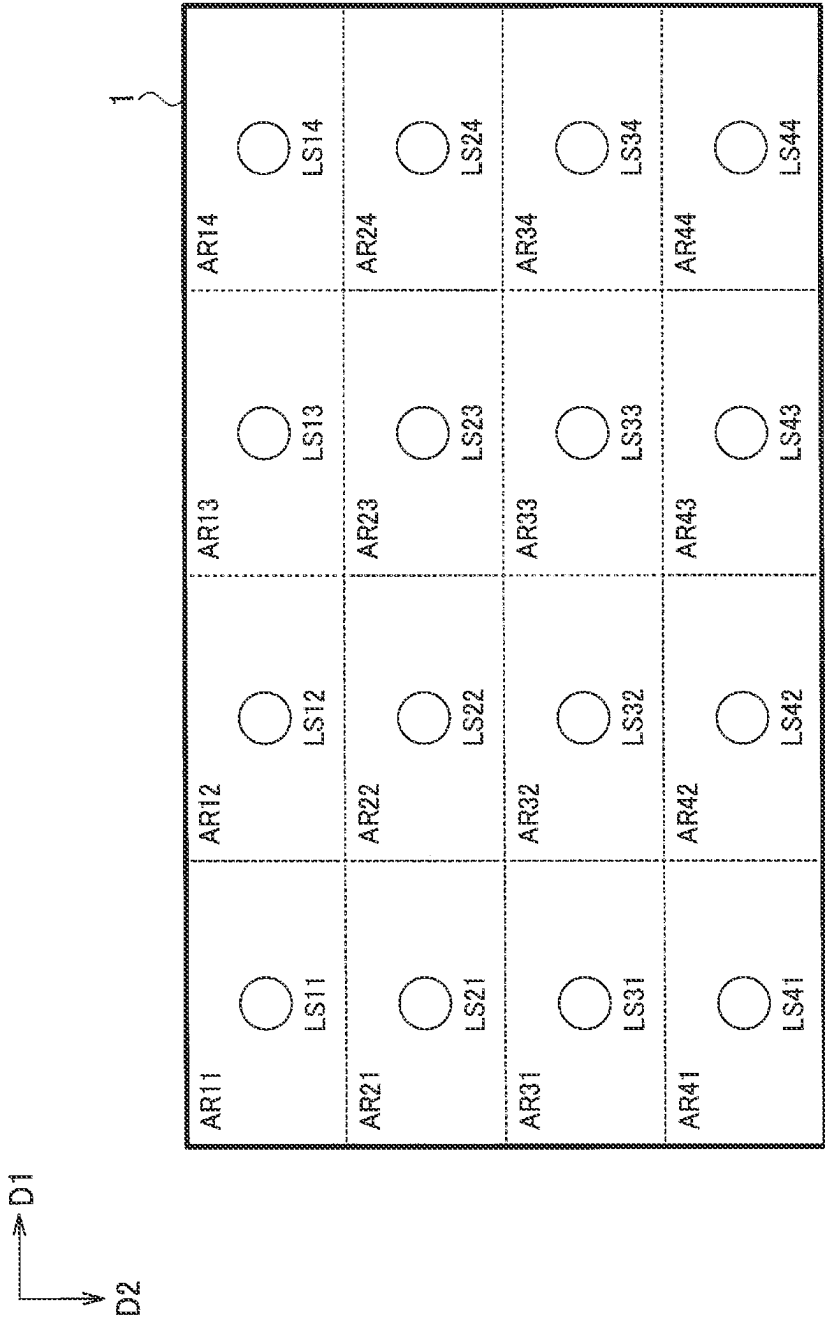 D1
D2
1
AR11 AR12 AR13 AR14
LS11 LS12 LS13 LS14
AR21 AR22 AR23 AR24
LS21 LS22 LS23 LS24
AR31 AR32 AR33 AR34
LS31 LS32 LS33 LS34
AR41 AR42 AR43 AR44
LS41 LS42 LS43 LS44